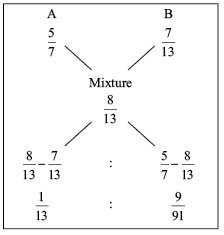 A B
5/7 7/13
Mixture
8/13
8/13 − 7/13 : 5/7 − 8/13
1/13 : 9/91